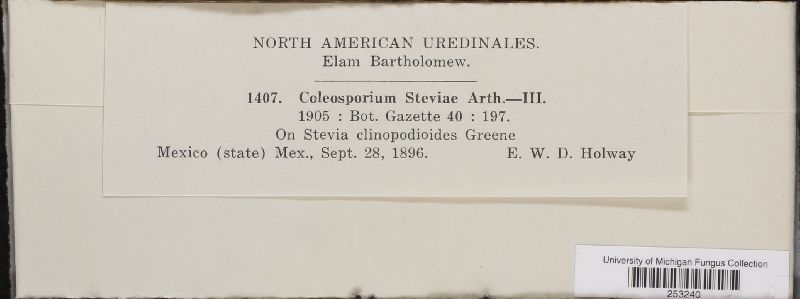 NORTH AMERICAN UREDINALES.
Elam Bartholomew.
1407. Coleosporium Steviae Arth.—III.
1905 : Bot. Gazette 40 : 197.
On Stevia clinopodioides Greene
Mexico (state) Mex., Sept. 28, 1896. E. W. D. Holway
University of Michigan Fungus Collection
253240